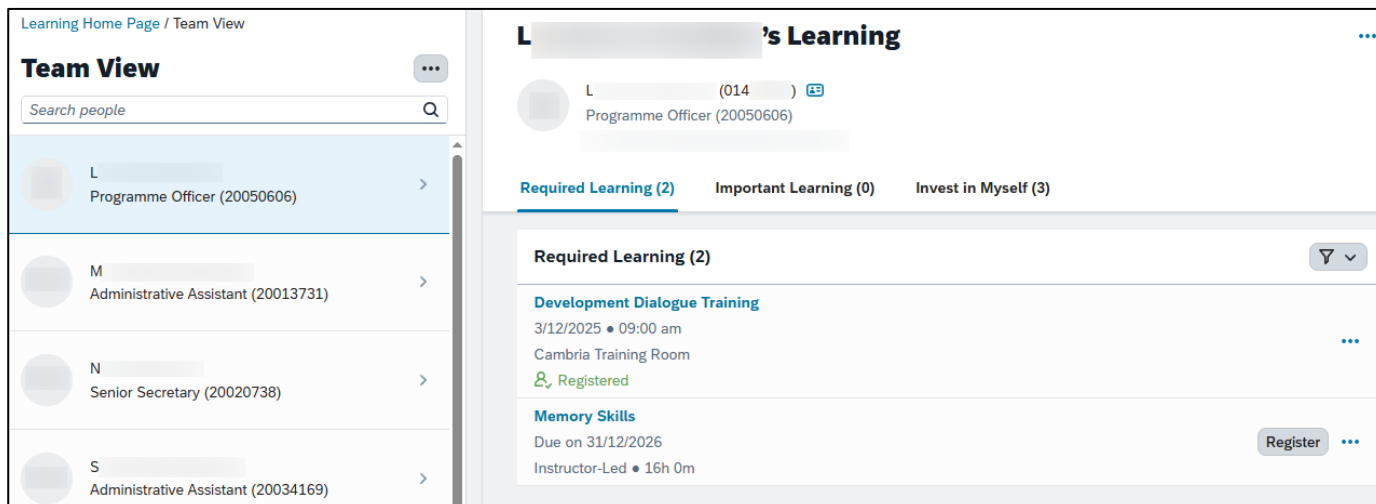 Learning Home Page / Team View
Team View
Search people
L
Programme Officer (20050606)
M
Administrative Assistant (20013731)
N
Senior Secretary (20020738)
S
Administrative Assistant (20034169)
L 's Learning
L (014 )
Programme Officer (20050606)
Required Learning (2) Important Learning (0) Invest in Myself (3)
Required Learning (2)
Development Dialogue Training
3/12/2025 ● 09:00 am
Cambria Training Room
Registered
Memory Skills
Due on 31/12/2026
Register
Instructor-Led ● 16h 0m